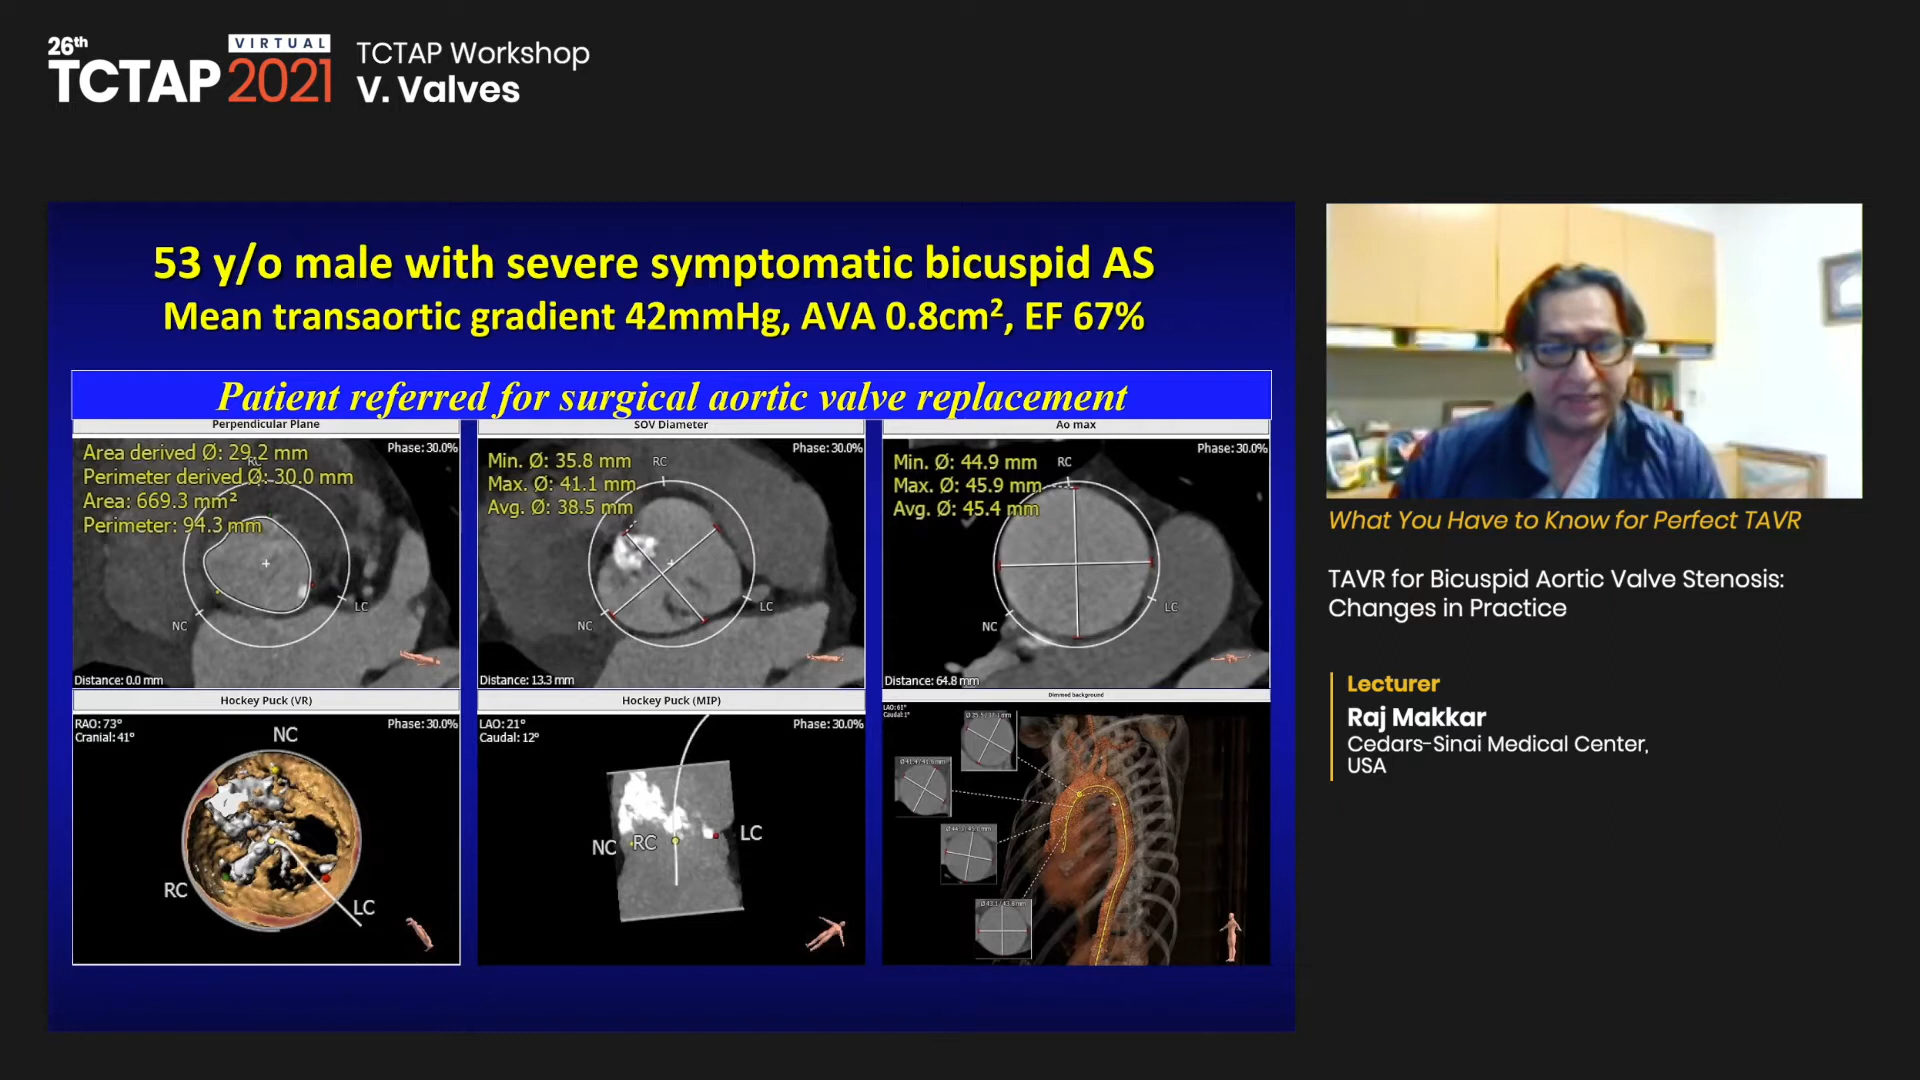 26th
VIRTUAL
TCTAP 2021
TCTAP Workshop
V. Valves
53 y/o male with severe symptomatic bicuspid AS
Mean transaortic gradient 42mmHg, AVA 0.8cm², EF 67%
Patient referred for surgical aortic valve replacement
Perpendicular Plane
Area derived Ø: 29.2 mm
Perimeter derived Ø: 30.0 mm
Area: 669.3 mm²
Perimeter: 94.3 mm
Phase: 30.0%
RC
NC
LC
Distance: 0.0 mm
SOV Diameter
Min. Ø: 35.8 mm
Max. Ø: 41.1 mm
Avg. Ø: 38.5 mm
RC
Phase: 30.0%
NC
LC
Distance: 13.3 mm
Ao max
Min. Ø: 44.9 mm
Max. Ø: 45.9 mm
Avg. Ø: 45.4 mm
RC
Phase: 30.0%
NC
LC
Distance: 64.8 mm
Hockey Puck (VR)
RAO: 73°
Cranial: 41°
Phase: 30.0%
NC
RC
LC
Hockey Puck (MIP)
LAO: 21°
Caudal: 12°
Phase: 30.0%
NC
RC
LC
Dimmed background
LAO: 61°
Caudal: 1°
What You Have to Know for Perfect TAVR
TAVR for Bicuspid Aortic Valve Stenosis:
Changes in Practice
Lecturer
Raj Makkar
Cedars-Sinai Medical Center,
USA